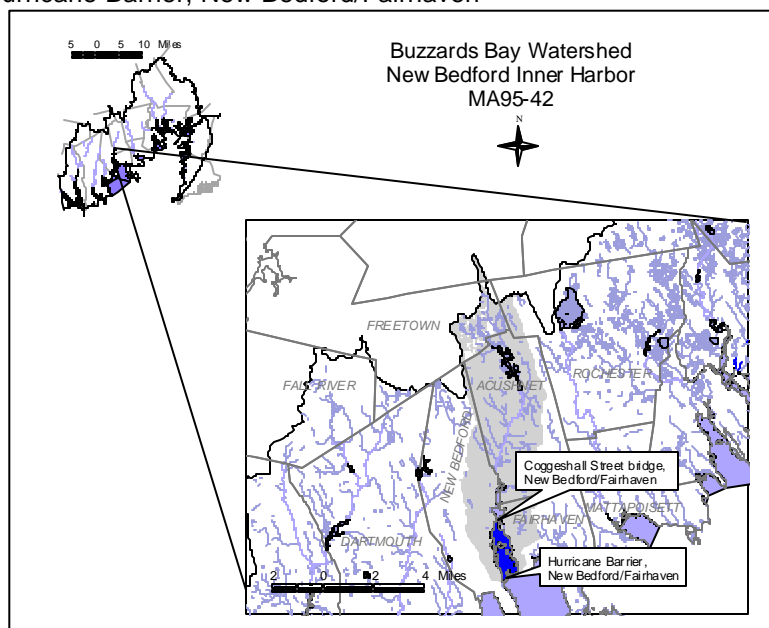 urricane Barrier, New Bedford/Fairhaven
5 0 5 10 Miles
Buzzards Bay Watershed
New Bedford Inner Harbor
MA95-42
N
FREETOWN
FALL RIVER
ACUSHNET
ROCHESTER
NEW BEDFORD
Coggeshall Street bridge,
New Bedford/Fairhaven
FAIRHAVEN
MATTAPOISETT
DARTMOUTH
Hurricane Barrier,
New Bedford/Fairhaven
2 0 2 4 Miles